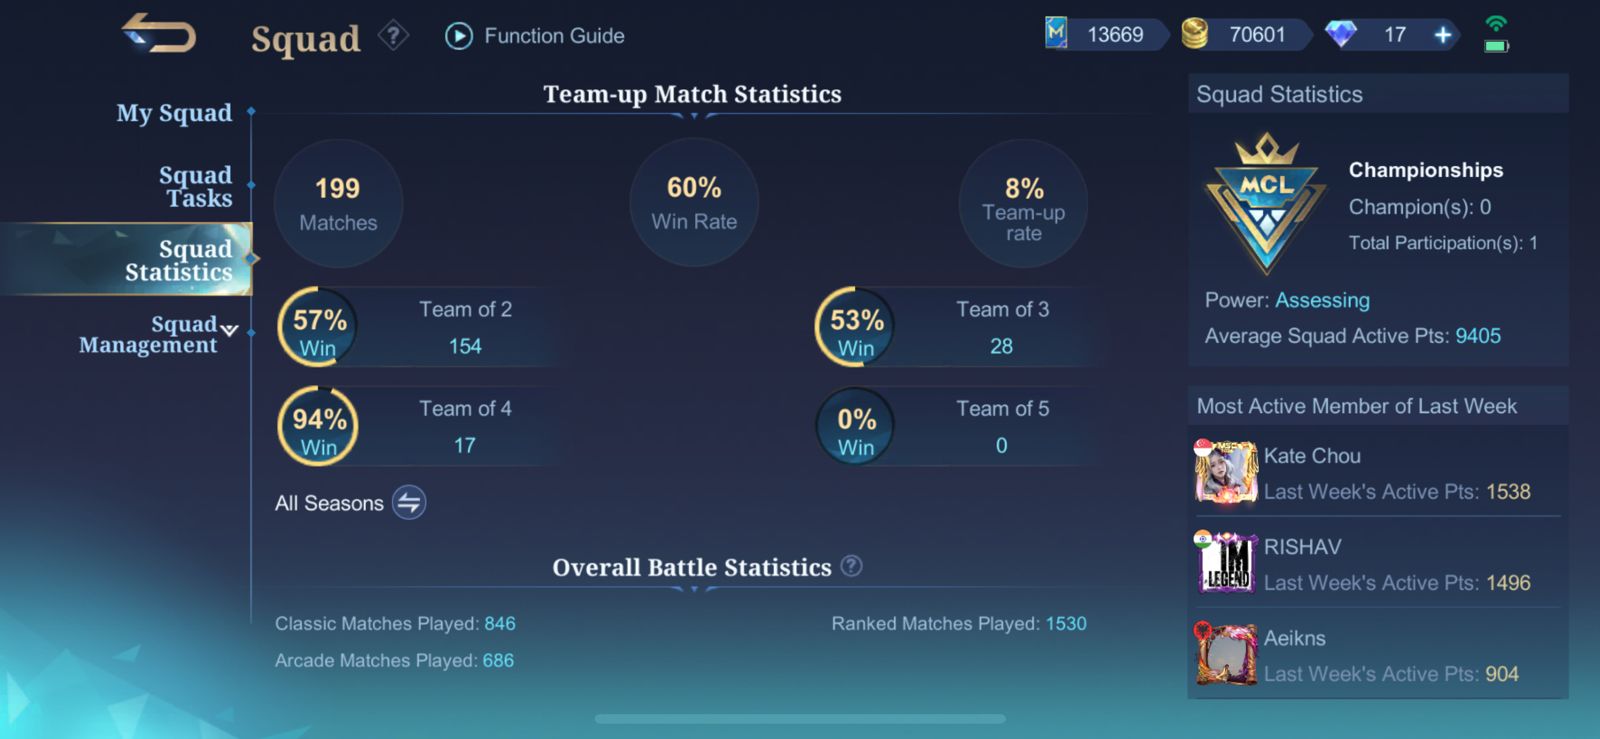 Squad ?
Function Guide
13669
70601
17 +
My Squad
Squad
Tasks
Squad
Statistics
Squad
Management
Team-up Match Statistics
199
Matches
60%
Win Rate
8%
Team-up
rate
57%
Win
Team of 2
154
53%
Win
Team of 3
28
94%
Win
Team of 4
17
0%
Win
Team of 5
0
All Seasons
Overall Battle Statistics ?
Classic Matches Played: 846
Ranked Matches Played: 1530
Arcade Matches Played: 686
Squad Statistics
MCL
Championships
Champion(s): 0
Total Participation(s): 1
Power: Assessing
Average Squad Active Pts: 9405
Most Active Member of Last Week
Kate Chou
Last Week's Active Pts: 1538
IM
LEGEND
RISHAV
Last Week's Active Pts: 1496
Aeikns
Last Week's Active Pts: 904